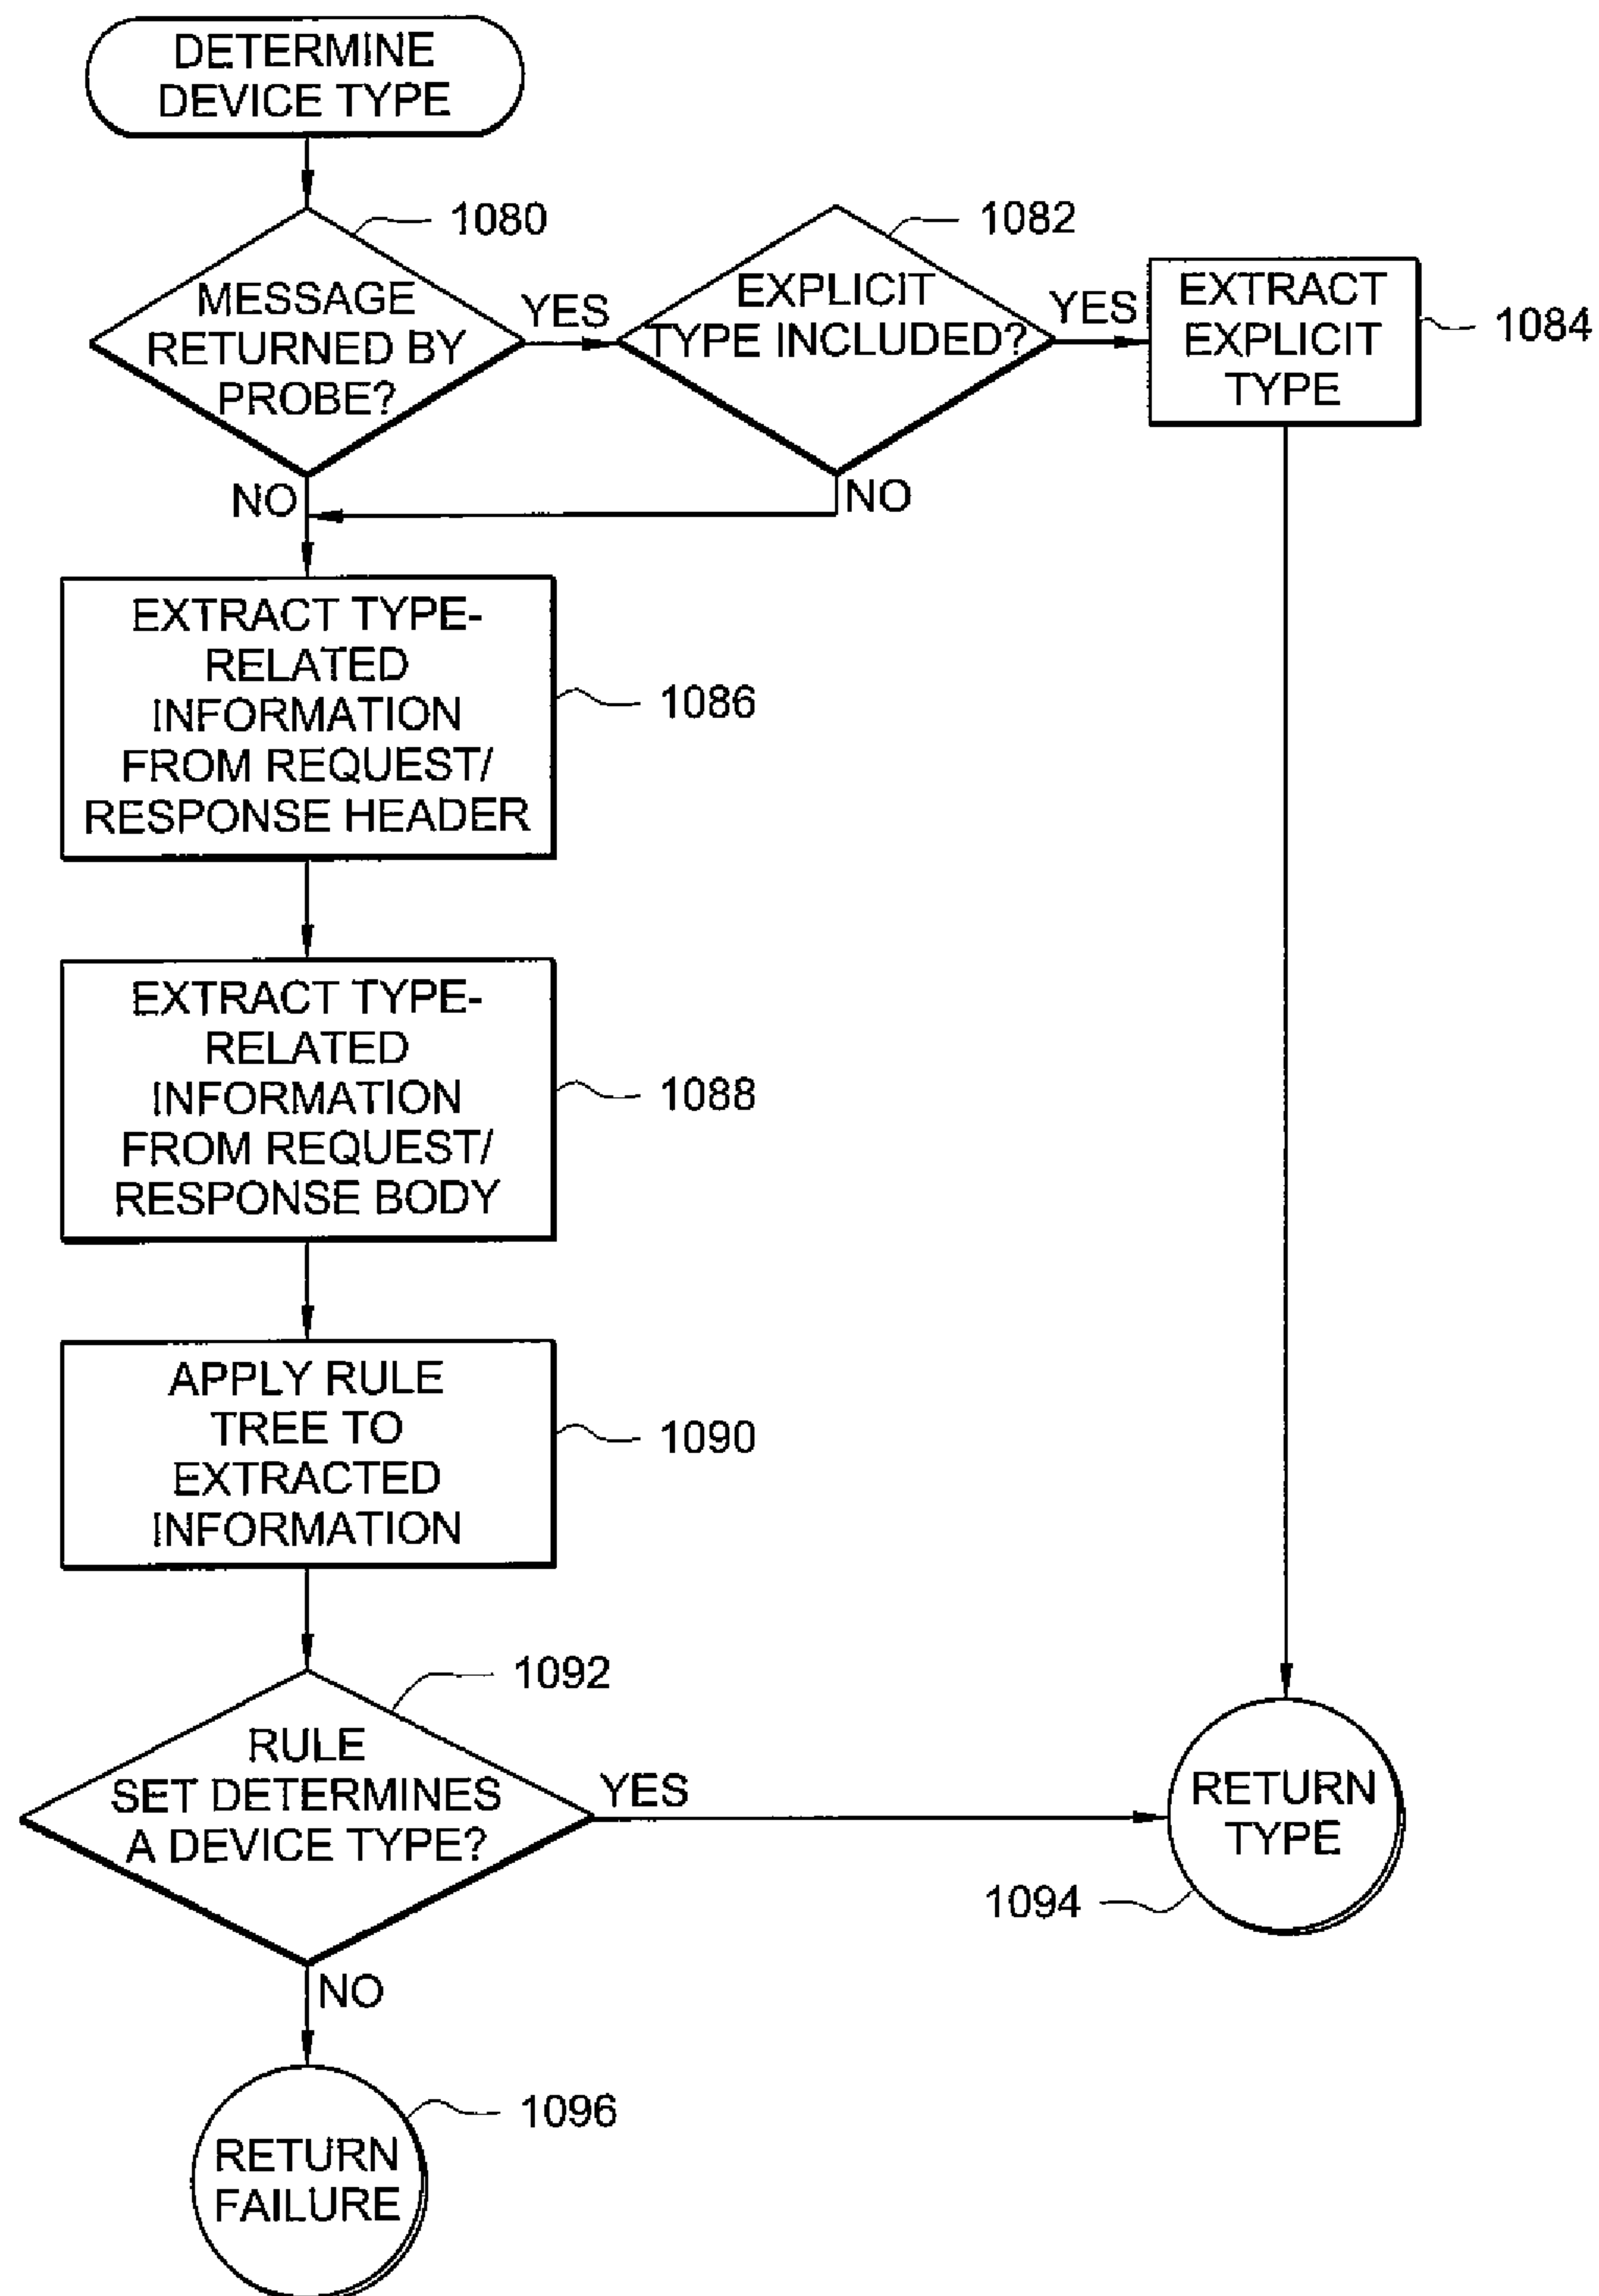 DETERMINE
DEVICE TYPE
1080
1082
MESSAGE
RETURNED BY
PROBE?
YES
EXPLICIT
TYPE INCLUDED?
YES
EXTRACT
EXPLICIT
TYPE
1084
NO
NO
EXTRACT TYPE-
RELATED
INFORMATION
FROM REQUEST/
RESPONSE HEADER
1086
EXTRACT TYPE-
RELATED
INFORMATION
FROM REQUEST/
RESPONSE BODY
1088
APPLY RULE
TREE TO
EXTRACTED
INFORMATION
1090
1092
RULE
SET DETERMINES
A DEVICE TYPE?
YES
RETURN
TYPE
1094
NO
1096
RETURN
FAILURE